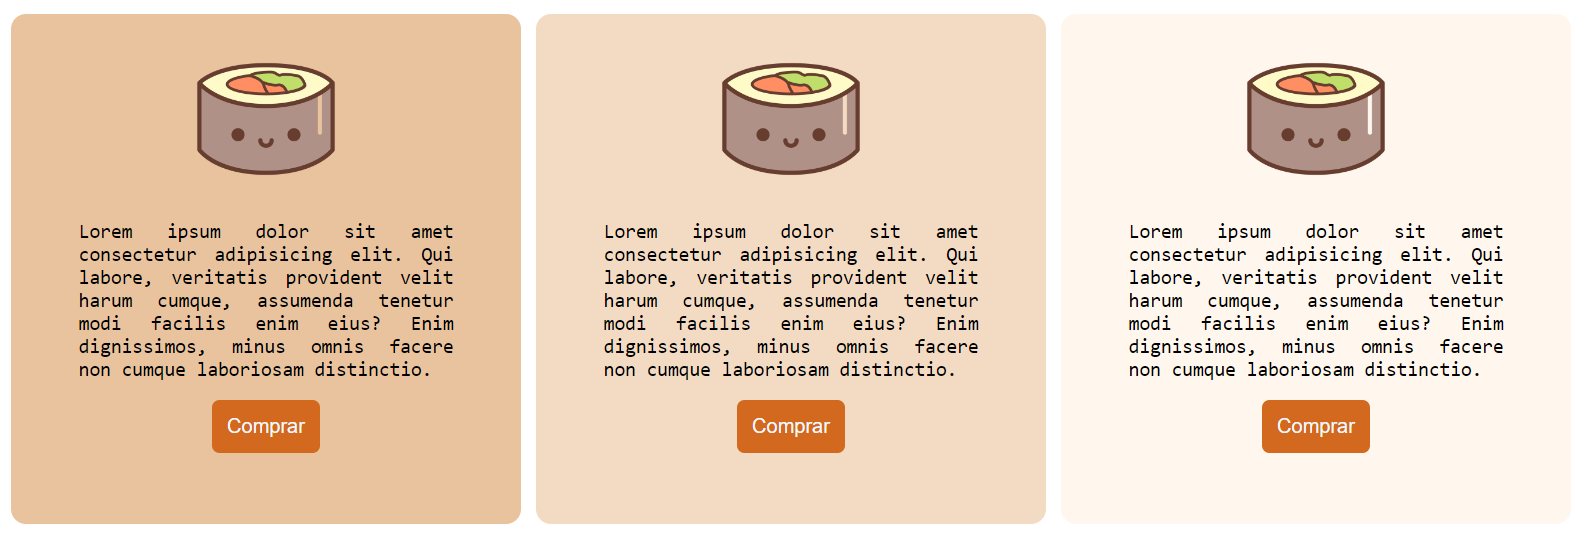 Lorem ipsum dolor sit amet
consectetur adipisicing elit. Qui
labore, veritatis provident velit
harum cumque, assumenda tenetur
modi facilis enim eius? Enim
dignissimos, minus omnis facere
non cumque laboriosam distinctio.
Comprar
Lorem ipsum dolor sit amet
consectetur adipisicing elit. Qui
labore, veritatis provident velit
harum cumque, assumenda tenetur
modi facilis enim eius? Enim
dignissimos, minus omnis facere
non cumque laboriosam distinctio.
Comprar
Lorem ipsum dolor sit amet
consectetur adipisicing elit. Qui
labore, veritatis provident velit
harum cumque, assumenda tenetur
modi facilis enim eius? Enim
dignissimos, minus omnis facere
non cumque laboriosam distinctio.
Comprar